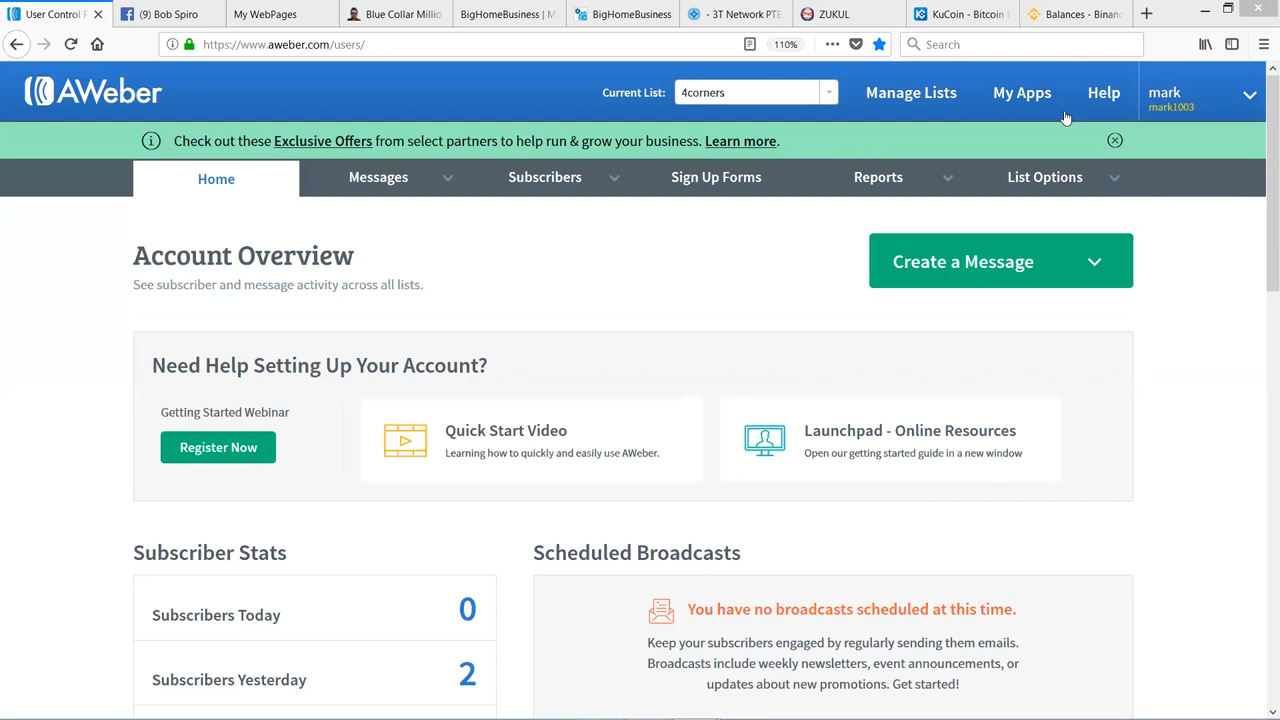 User Control P
(9) Bob Spiro
My WebPages
Blue Collar Millio
BigHomeBusiness | M
BigHomeBusiness
- 3T Network PTE
ZUKUL
KuCoin - Bitcoin E
Balances - Binanc
https://www.aweber.com/users/
110%
Search
AWeber
Current List:
4corners
Manage Lists
My Apps
Help
mark
mark1003
Check out these Exclusive Offers from select partners to help run & grow your business. Learn more.
Home
Messages
Subscribers
Sign Up Forms
Reports
List Options
Account Overview
See subscriber and message activity across all lists.
Create a Message
Need Help Setting Up Your Account?
Getting Started Webinar
Register Now
Quick Start Video
Learning how to quickly and easily use AWeber.
Launchpad - Online Resources
Open our getting started guide in a new window
Subscriber Stats
Subscribers Today 0
Subscribers Yesterday 2
Scheduled Broadcasts
You have no broadcasts scheduled at this time.
Keep your subscribers engaged by regularly sending them emails.
Broadcasts include weekly newsletters, event announcements, or
updates about new promotions. Get started!